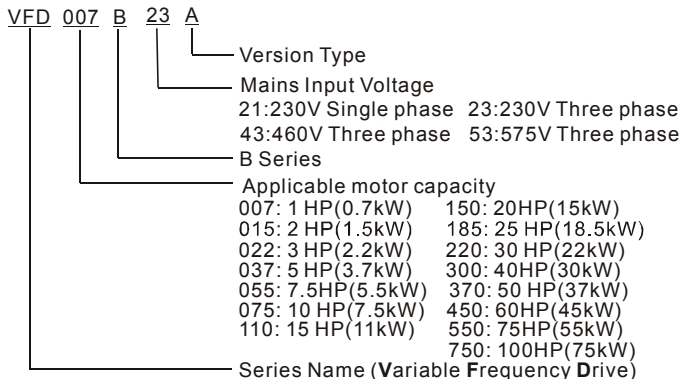 VFD 007 B 23 A
Version Type
Mains Input Voltage
21:230V Single phase 23:230V Three phase
43:460V Three phase 53:575V Three phase
B Series
Applicable motor capacity
007: 1 HP(0.7kW) 150: 20HP(15kW)
015: 2 HP(1.5kW) 185: 25 HP(18.5kW)
022: 3 HP(2.2kW) 220: 30 HP(22kW)
037: 5 HP(3.7kW) 300: 40HP(30kW)
055: 7.5HP(5.5kW) 370: 50 HP(37kW)
075: 10 HP(7.5kW) 450: 60HP(45kW)
110: 15 HP(11kW) 550: 75HP(55kW)
750: 100HP(75kW)
Series Name (Variable Frequency Drive)